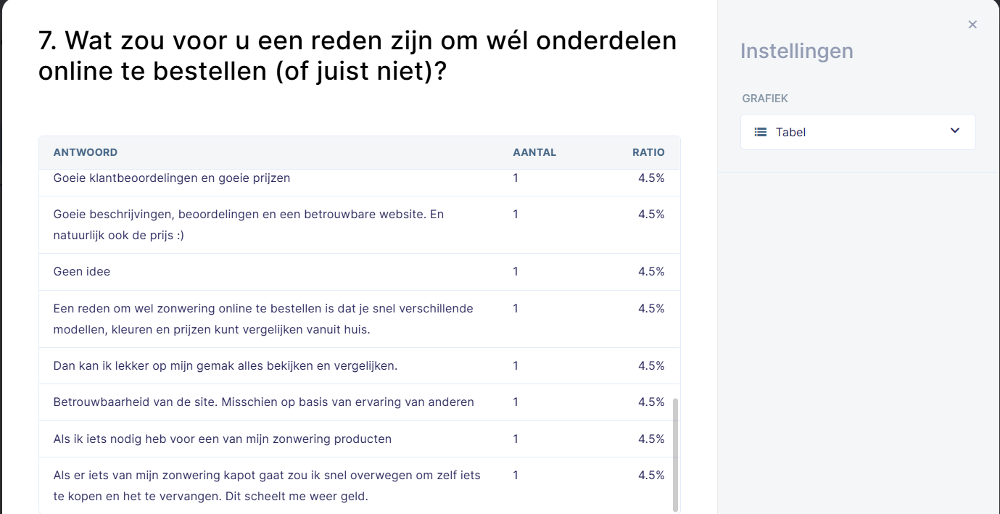 7. Wat zou voor u een reden zijn om wél onderdelen
online te bestellen (of juist niet)?
Instellingen
GRAFIEK
Tabel
ANTWOORD AANTAL RATIO
Goeie klantbeoordelingen en goeie prijzen 1 4.5%
Goeie beschrijvingen, beoordelingen en een betrouwbare website. En 1 4.5%
natuurlijk ook de prijs :)
Geen idee 1 4.5%
Een reden om wel zonwering online te bestellen is dat je snel verschillende 1 4.5%
modellen, kleuren en prijzen kunt vergelijken vanuit huis.
Dan kan ik lekker op mijn gemak alles bekijken en vergelijken. 1 4.5%
Betrouwbaarheid van de site. Misschien op basis van ervaring van anderen 1 4.5%
Als ik iets nodig heb voor een van mijn zonwering producten 1 4.5%
Als er iets van mijn zonwering kapot gaat zou ik snel overwegen om zelf iets 1 4.5%
te kopen en het te vervangen. Dit scheelt me weer geld.